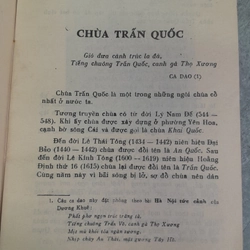 CHÙA TRẤN QUỐC
Gió đưa cành trúc la đà,
Tiếng chuông Trấn Quốc, canh gà Thọ Xương
CA DAO (1)
Chùa Trấn Quốc là một trong những ngôi chùa cổ
nhất ở nước ta.
Tương truyền chùa có từ đời Lý Nam Đế (544 —
548). Khi ấy chùa được xây dựng ở phường Yên Hoa,
cạnh bờ sông Cái và được gọi là chùa Khai Quốc.
Đến đời Lê Thái Tông (1434 — 1442) niên hiệu Đại
Bảo (1440 — 1442) chùa được đổi tên là An Quốc. Sau
đến đời Lê Kính Tông (1600 — 1619) niên hiệu Hoằng
Định thứ 16 (1615) chùa lại được đổi tên là Trấn Quốc.
Cũng năm này vì bãi sông bị lở, sợ đổ chùa nên dân
1. Câu ca dao này đặt phỏng theo bài Hà Nội tức cảnh của
Dương Khuê:
Phất phơ ngọn trúc trăng tà,
Tiếng chuông Trấn Vũ, canh gà Thọ Xương
Mịt mù khói tỏa ngàn sương,
Nhịp chày An Thái, mặt gương Tây Hồ.